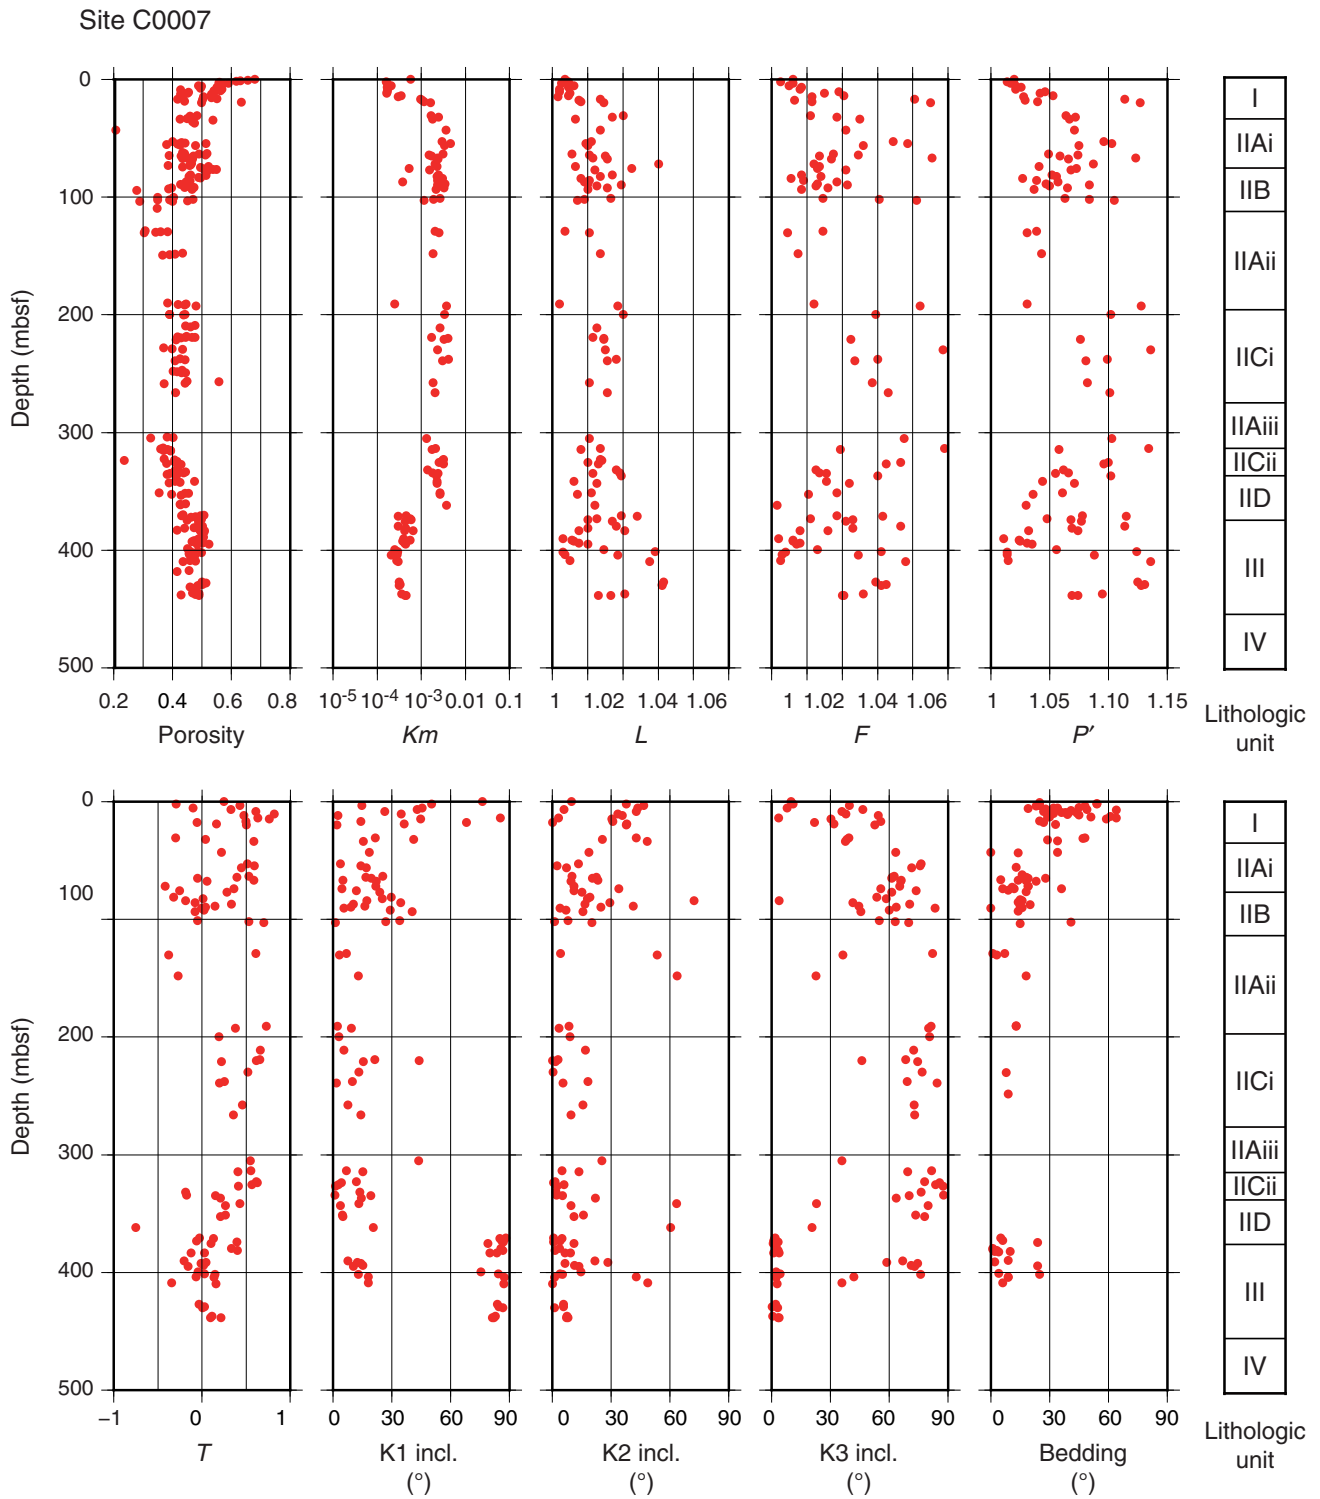 Site C0007
0
100
200
300
400
500
Depth (mbsf)
0.2 0.4 0.6 0.8
Porosity
10⁻⁵ 10⁻⁴ 10⁻³ 0.01 0.1
Km
1 1.02 1.04 1.06
L
1 1.02 1.04 1.06
F
1 1.05 1.10 1.15
P′
I
IIAi
IIB
IIAii
IICi
IIAiii
IICii
IID
III
IV
Lithologic
unit
0
100
200
300
400
500
Depth (mbsf)
−1 0 1
T
0 30 60 90
K1 incl.
(°)
0 30 60 90
K2 incl.
(°)
0 30 60 90
K3 incl.
(°)
0 30 60 90
Bedding
(°)
I
IIAi
IIB
IIAii
IICi
IIAiii
IICii
IID
III
IV
Lithologic
unit